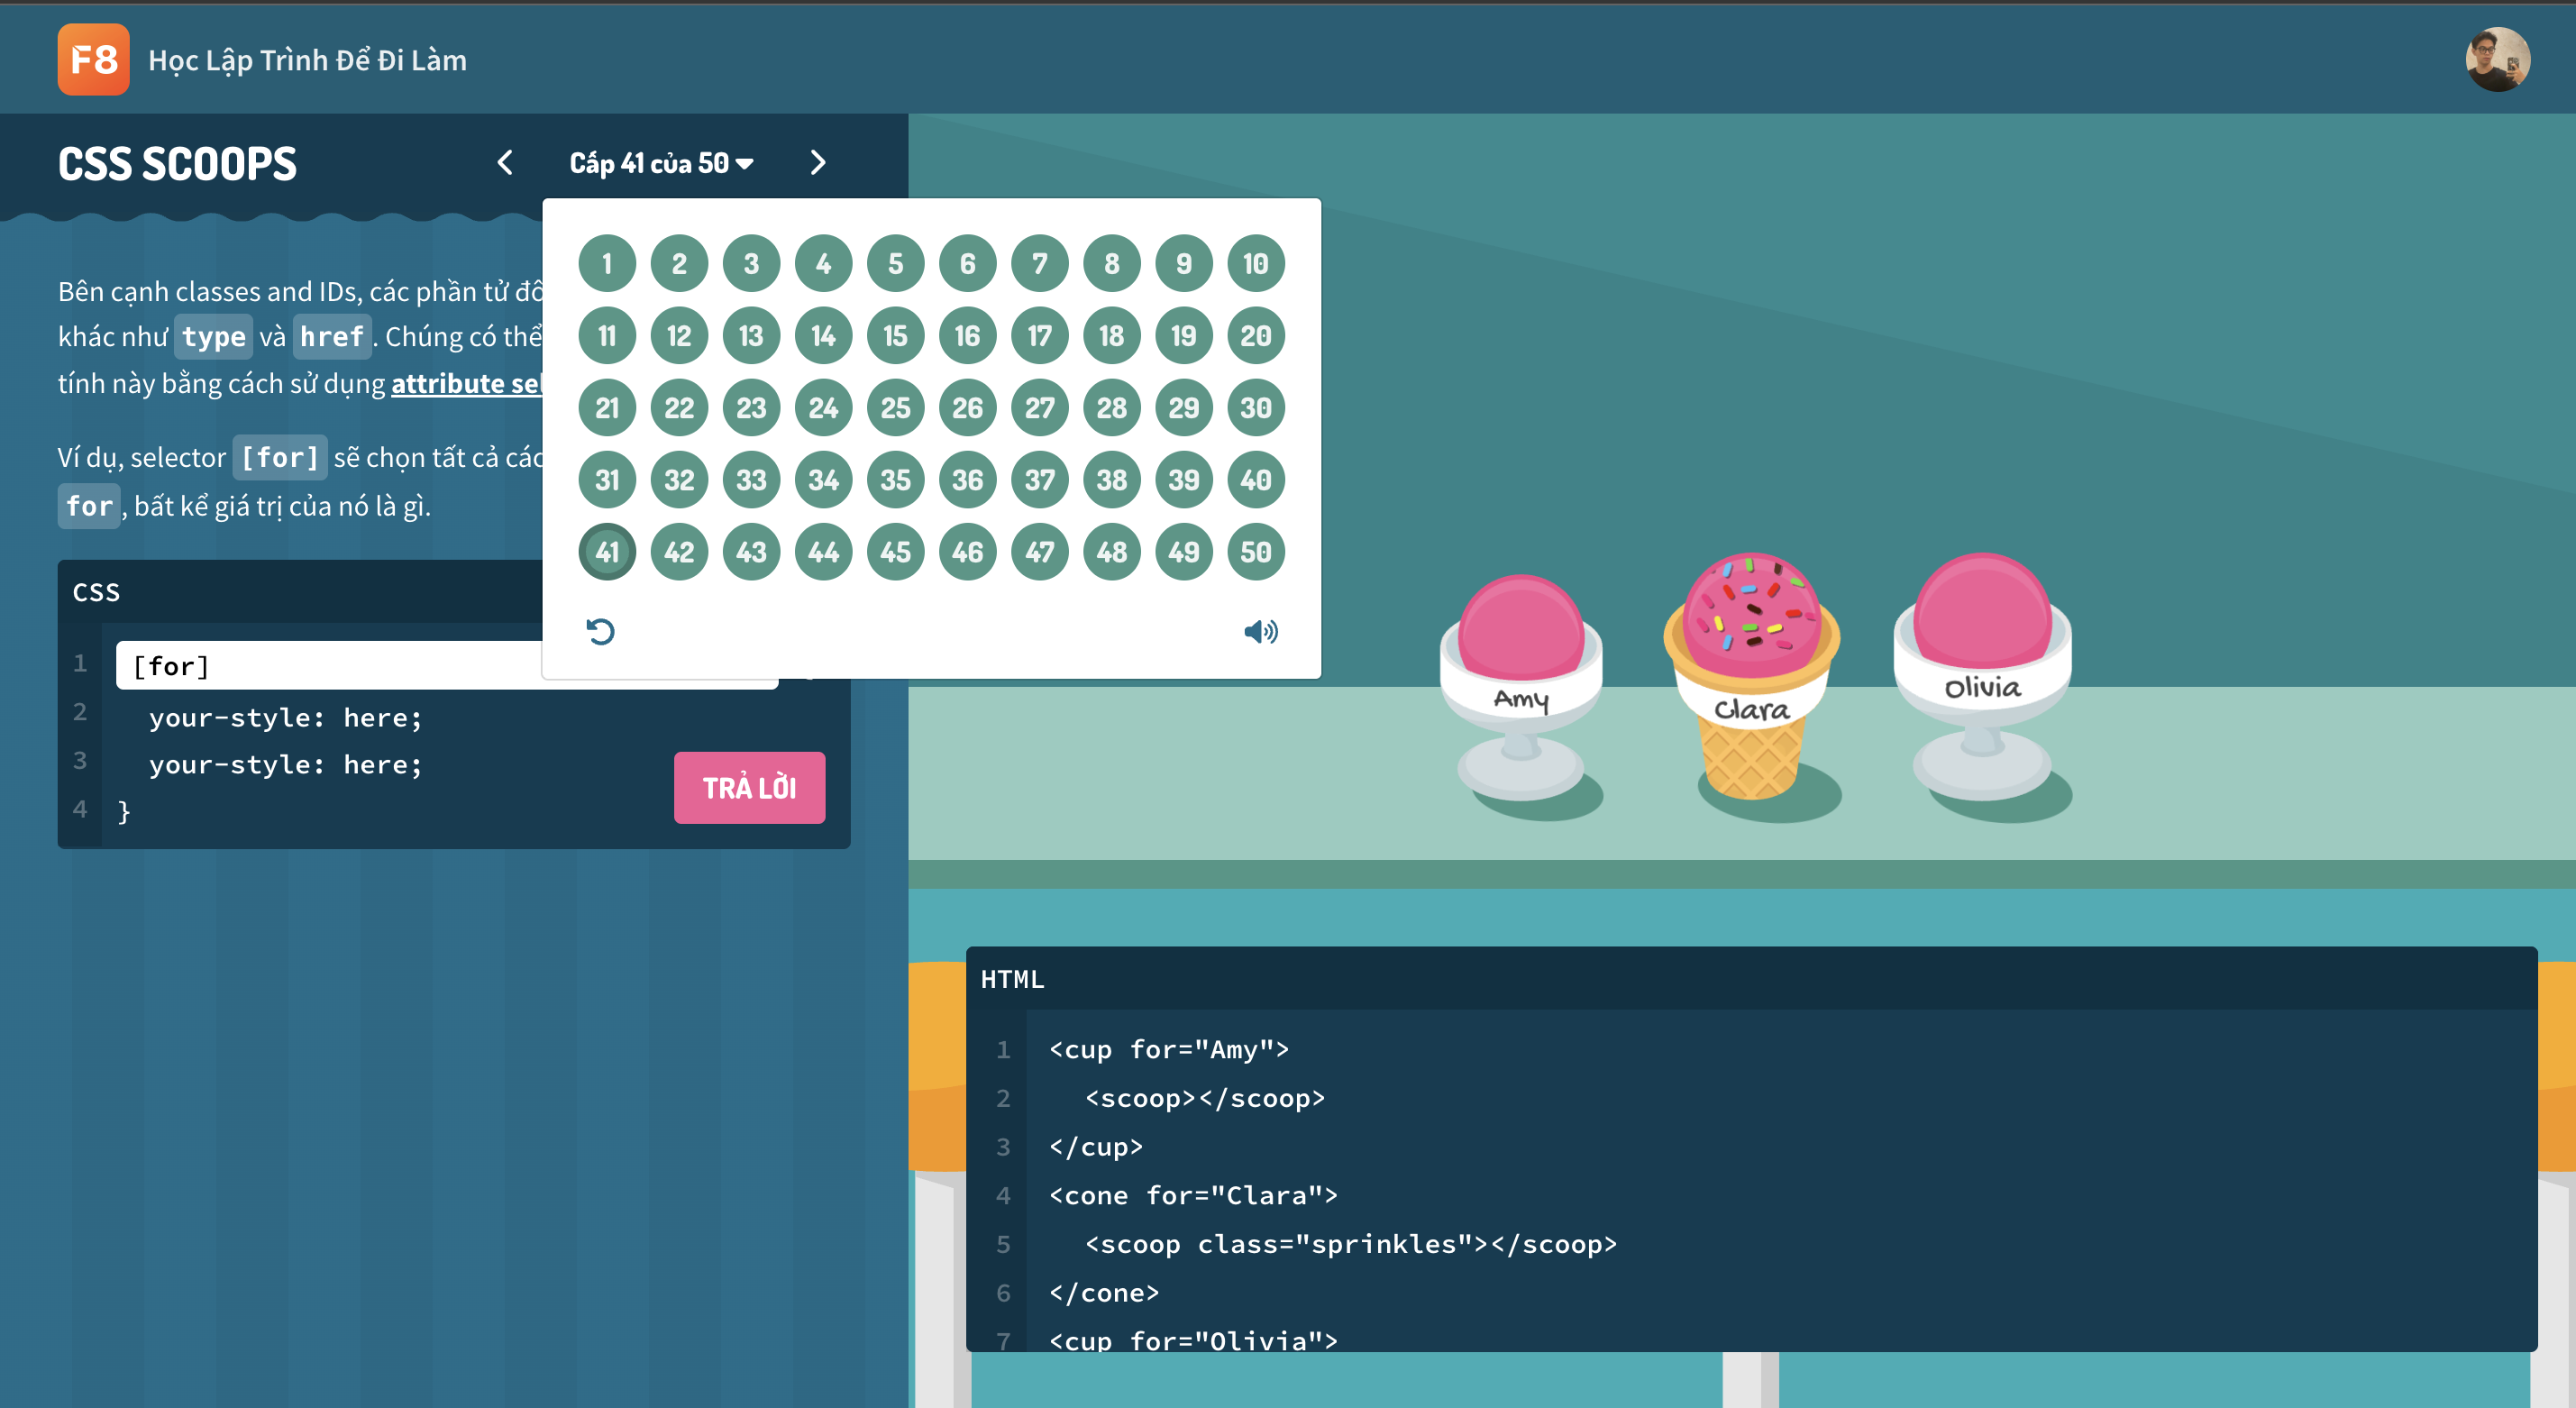 F8 Học Lập Trình Để Đi Làm
CSS SCOOPS
Cấp 41 của 50
Bên cạnh classes and IDs, các phần tử
khác như type và href. Chúng có thể
tính này bằng cách sử dụng attribute
Ví dụ, selector [for] sẽ chọn tất cả
for, bất kể giá trị của nó là gì.
1 2 3 4 5 6 7 8 9 10
11 12 13 14 15 16 17 18 19 20
21 22 23 24 25 26 27 28 29 30
31 32 33 34 35 36 37 38 39 40
41 42 43 44 45 46 47 48 49 50
CSS
1 [for]
2 your-style: here;
3 your-style: here;
4 }
TRẢ LỜI
Amy
Clara
Olivia
HTML
1 <cup for="Amy">
2 <scoop></scoop>
3 </cup>
4 <cone for="Clara">
5 <scoop class="sprinkles"></scoop>
6 </cone>
7 <cup for="Olivia">